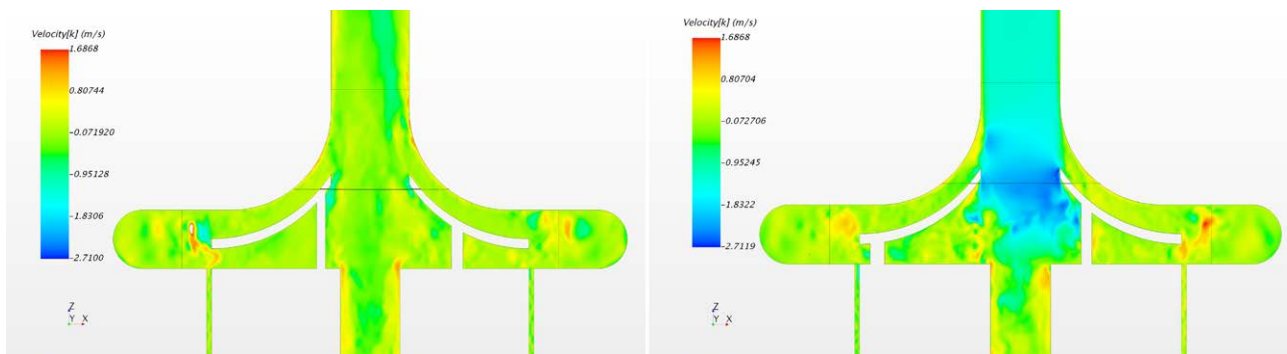 Velocity[k] (m/s)
1.6868
0.80744
-0.071920
-0.95128
-1.8306
-2.7100
Z
Y X
Velocity[k] (m/s)
1.6868
0.80704
-0.072706
-0.95245
-1.8322
-2.7119
Z
Y X